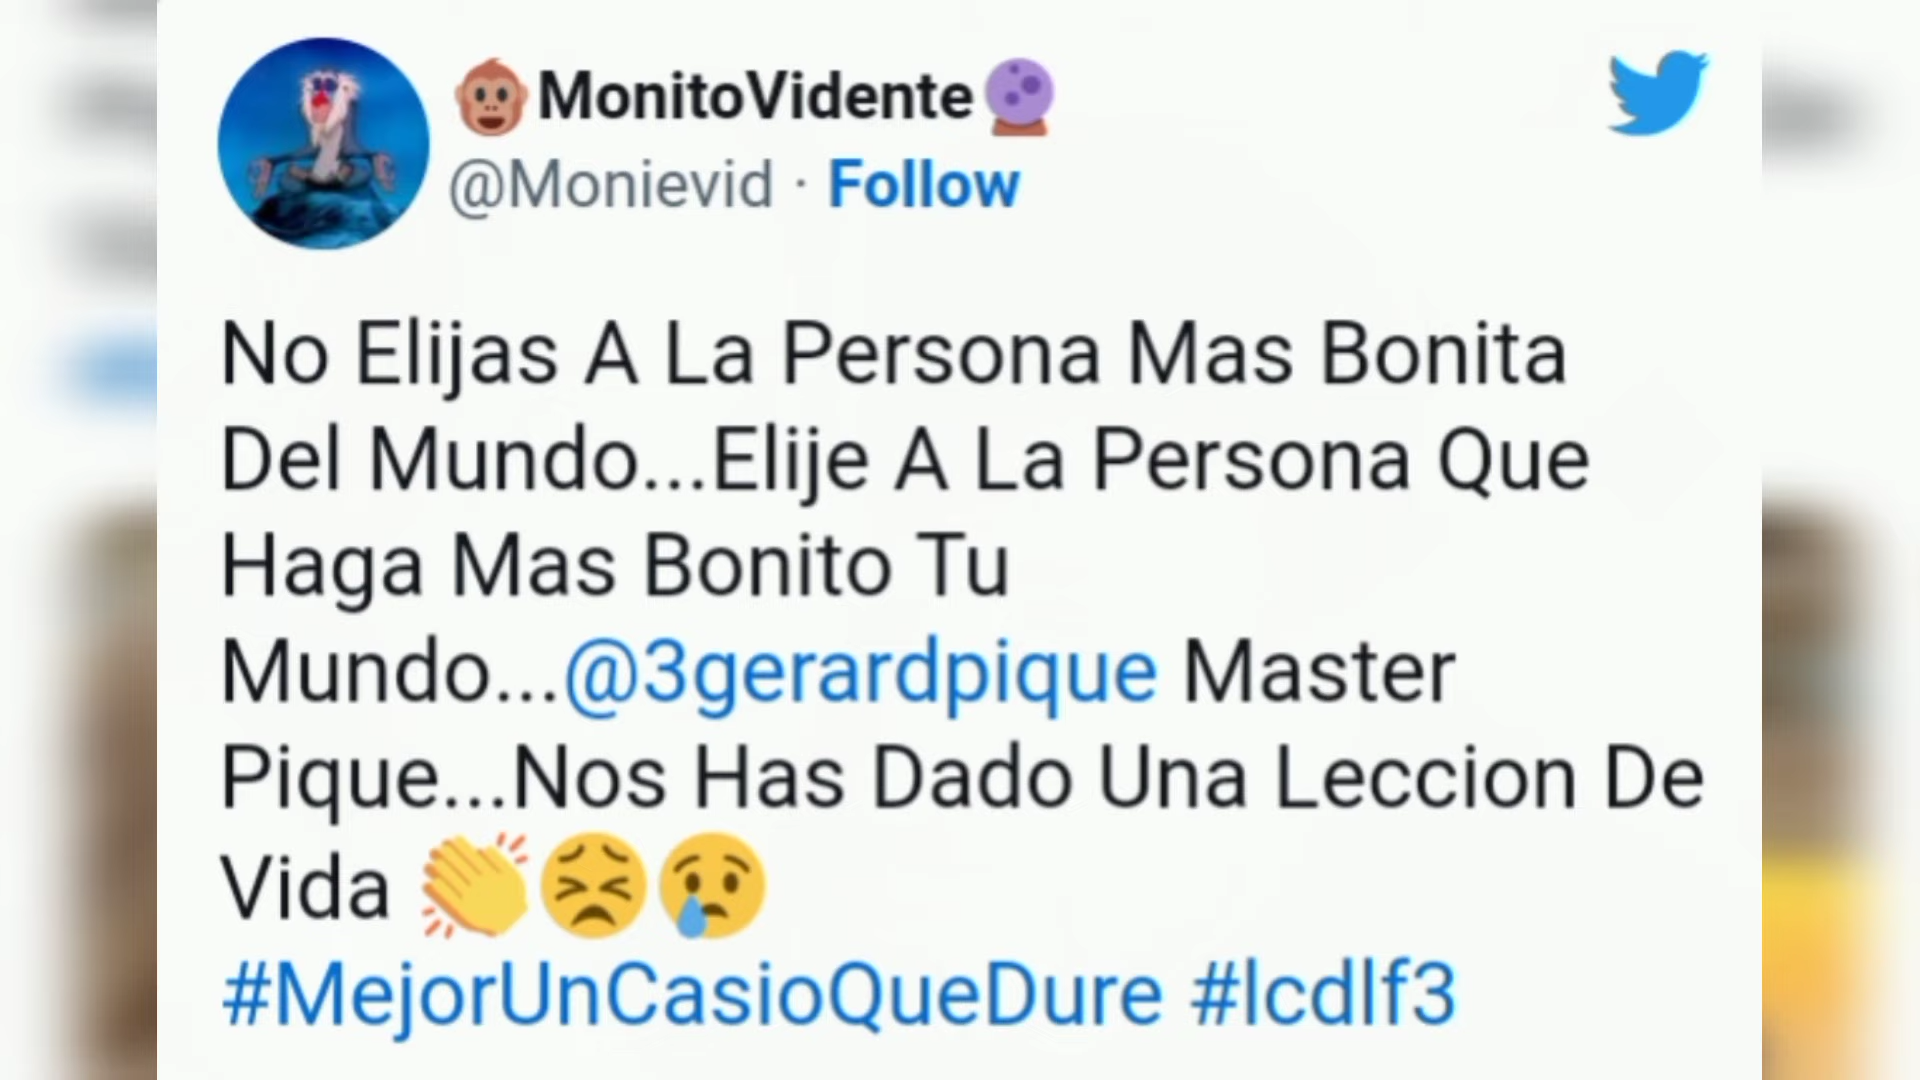 🐵MonitoVidente🔮
@Monievid · Follow
No Elijas A La Persona Mas Bonita
Del Mundo...Elije A La Persona Que
Haga Mas Bonito Tu
Mundo...@3gerardpique Master
Pique...Nos Has Dado Una Leccion De
Vida 👏😣😢
#MejorUnCasioQueDure #lcdlf3